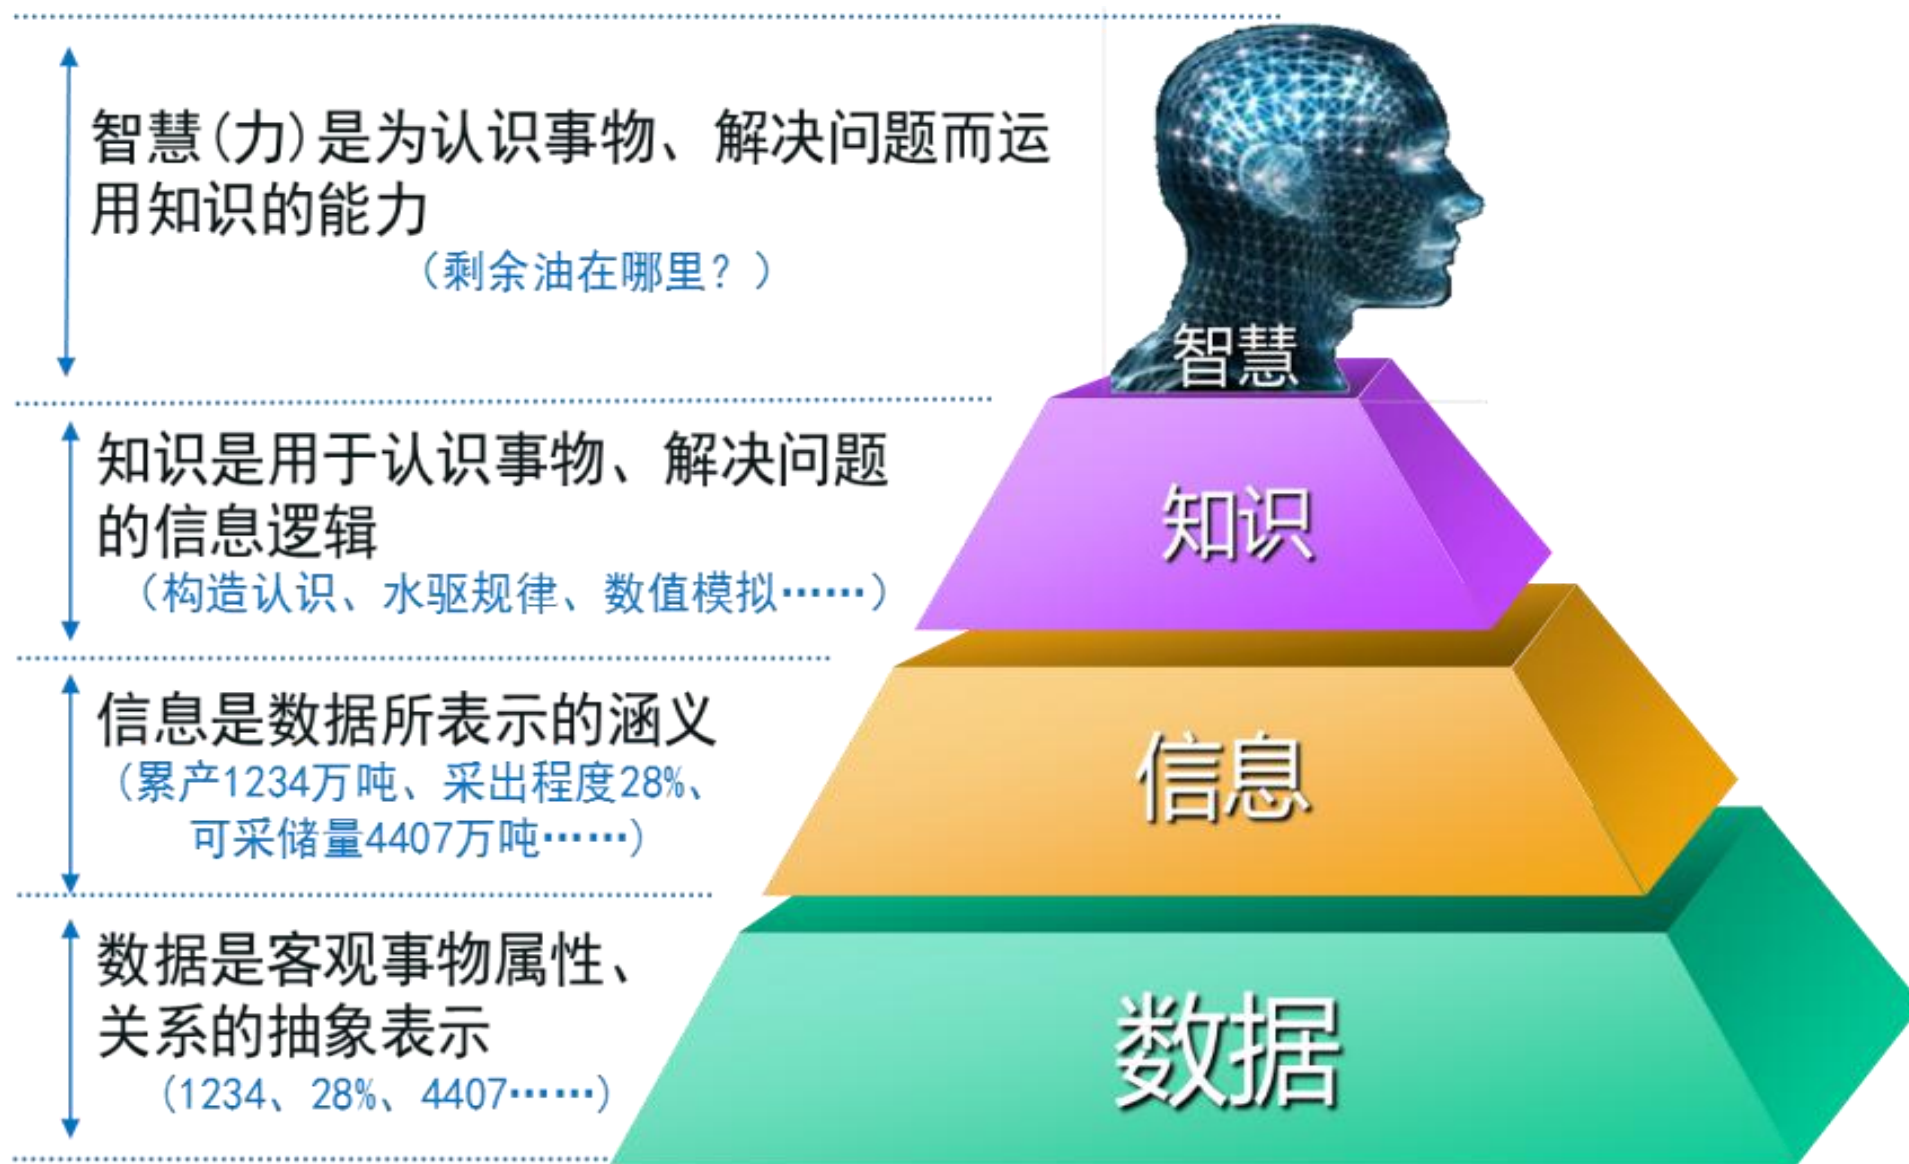 智慧(力)是为认识事物、解决问题而运
用知识的能力
（剩余油在哪里？）
智慧
知识是用于认识事物、解决问题
的信息逻辑
（构造认识、水驱规律、数值模拟……）
知识
信息是数据所表示的涵义
（累产1234万吨、采出程度28%、
可采储量4407万吨……）
信息
数据是客观事物属性、
关系的抽象表示
（1234、28%、4407……）
数据